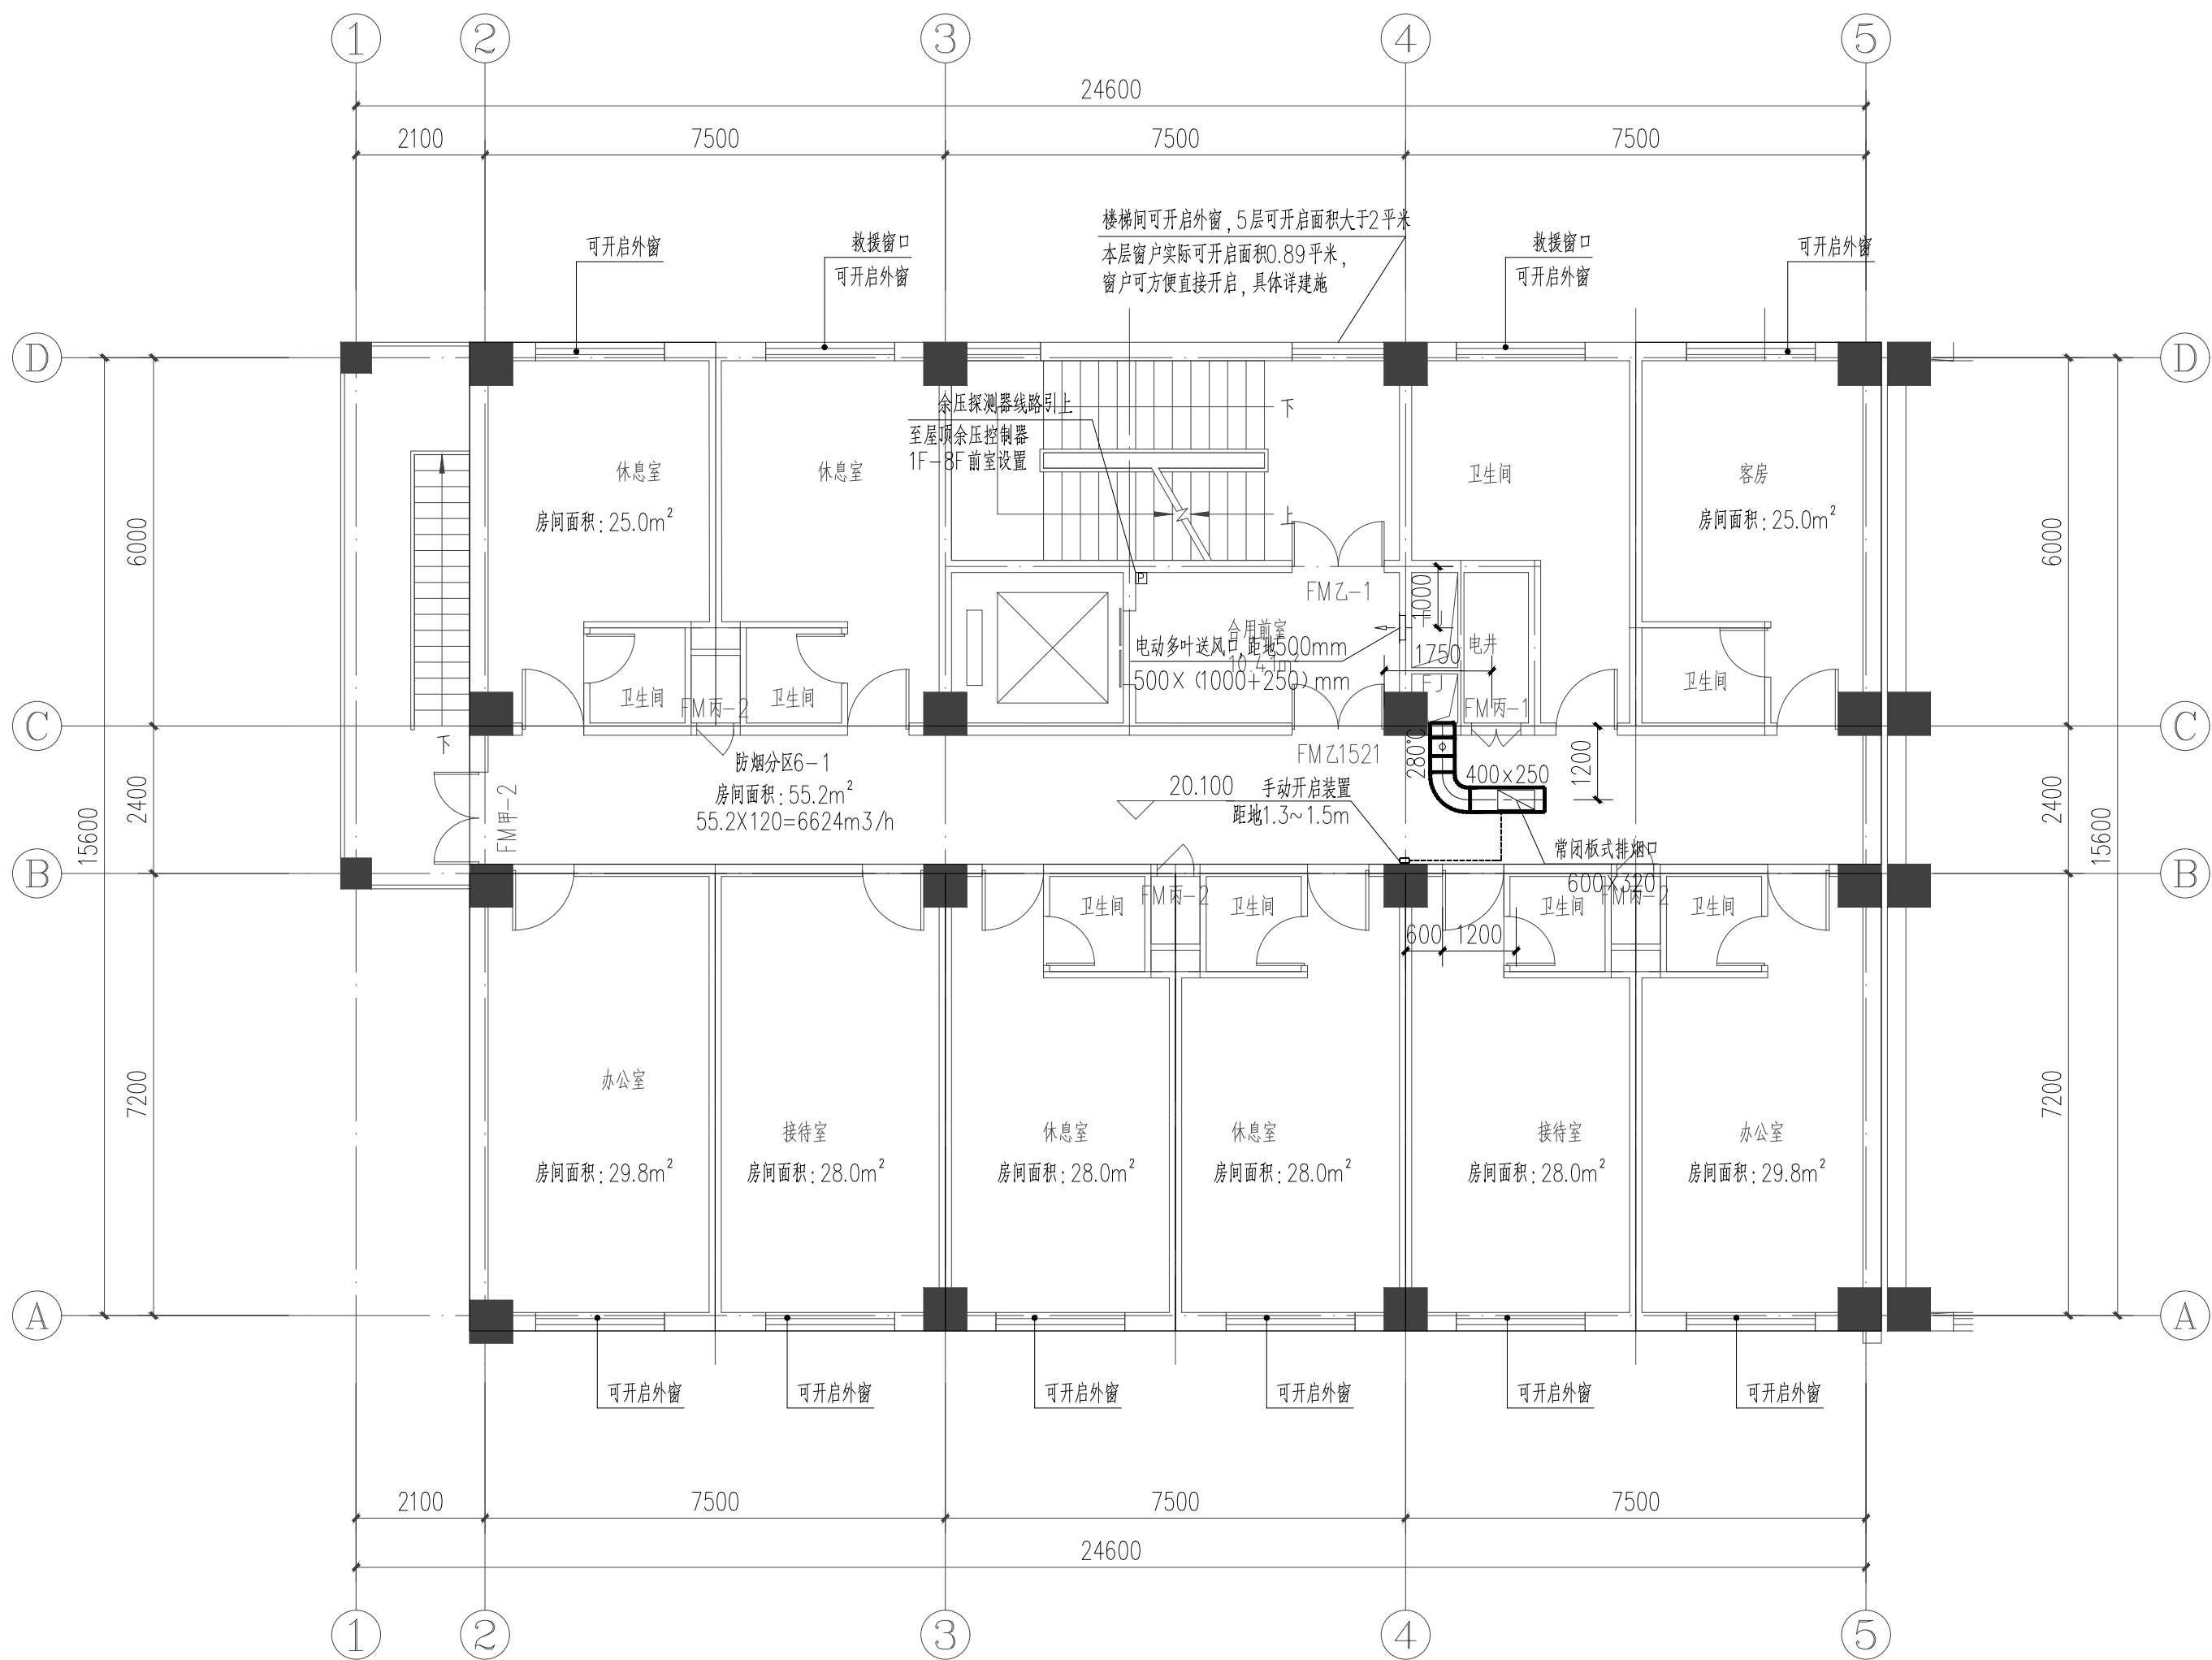 1 2 3 4 5
24600
2100 7500 7500 7500
楼梯间可开启外窗,5层可开启面积大于2平米
本层窗户实际可开启面积0.89平米,
窗户可方便直接开启,具体详建施
可开启外窗
救援窗口
可开启外窗
救援窗口
可开启外窗
可开启外窗
D D
余压探测器线路引上
至屋顶余压控制器
1F-8F前室设置
下
休息室
房间面积:25.0m²
休息室
卫生间
客房
房间面积:25.0m²
上
6000 6000
FM乙-1
1000
合用前室
10.41m²
电动多叶送风口,距地500mm
500X(1000+250)mm
1750
电井
FJ
FJ
卫生间
FM丙-2
卫生间
FM丙-1
卫生间
C C
下
FM甲-2
防烟分区6-1
房间面积:55.2m²
55.2X120=6624m3/h
FM乙1521
280°C
400x250
1200
20.100
手动开启装置
距地1.3~1.5m
常闭板式排烟口
600X320
2400 2400
15600 15600
B B
卫生间
FM丙-2
卫生间
卫生间
FM丙-2
卫生间
600 1200
7200 7200
办公室
房间面积:29.8m²
接待室
房间面积:28.0m²
休息室
房间面积:28.0m²
休息室
房间面积:28.0m²
接待室
房间面积:28.0m²
办公室
房间面积:29.8m²
A A
可开启外窗
可开启外窗
可开启外窗
可开启外窗
可开启外窗
可开启外窗
2100 7500 7500 7500
24600
1 2 3 4 5